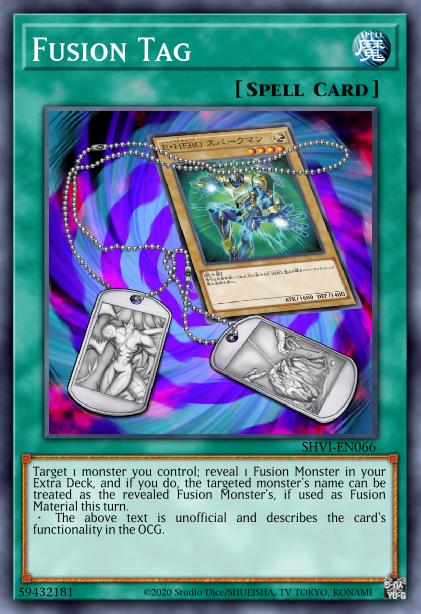 Fusion Tag
SPELL
魔
[Spell Card]
E・HERO スパークマン
ATK/1600 DEF/1400
SHVI-EN066
Target 1 monster you control; reveal 1 Fusion Monster in your
Extra Deck, and if you do, the targeted monster's name can be
treated as the revealed Fusion Monster's, if used as Fusion
Material this turn.
· The above text is unofficial and describes the card's
functionality in the OCG.
59432181
©2020 Studio Dice/SHUEISHA, TV TOKYO, KONAMI